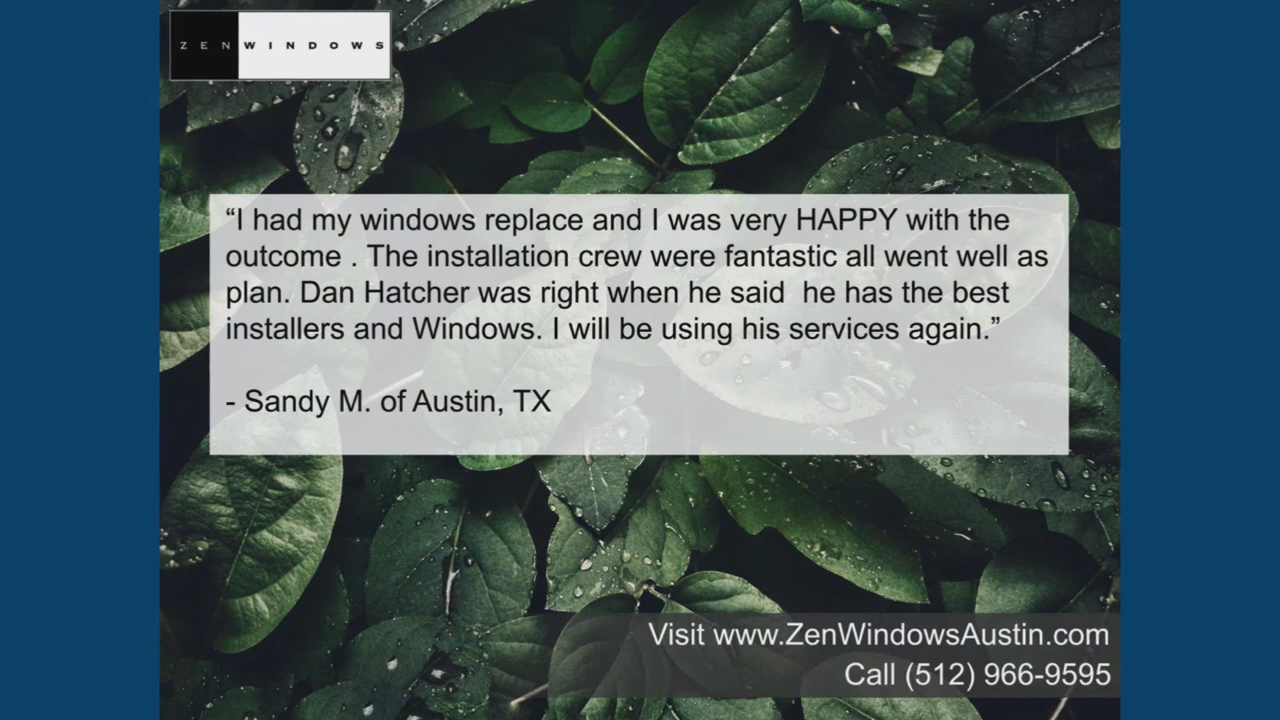 ZENWINDOWS
“I had my windows replace and I was very HAPPY with the
outcome . The installation crew were fantastic all went well as
plan. Dan Hatcher was right when he said  he has the best
installers and Windows. I will be using his services again.”
- Sandy M. of Austin, TX
Visit www.ZenWindowsAustin.com
Call (512) 966-9595